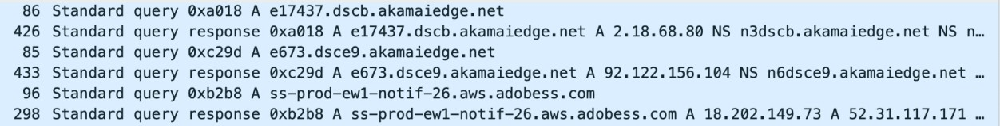 86 Standard query 0xa018 A e17437.dscb.akamaiedge.net
426 Standard query response 0xa018 A e17437.dscb.akamaiedge.net A 2.18.68.80 NS n3dscb.akamaiedge.net NS n…
85 Standard query 0xc29d A e673.dsce9.akamaiedge.net
433 Standard query response 0xc29d A e673.dsce9.akamaiedge.net A 92.122.156.104 NS n6dsce9.akamaiedge.net …
96 Standard query 0xb2b8 A ss-prod-ew1-notif-26.aws.adobess.com
298 Standard query response 0xb2b8 A ss-prod-ew1-notif-26.aws.adobess.com A 18.202.149.73 A 52.31.117.171 …